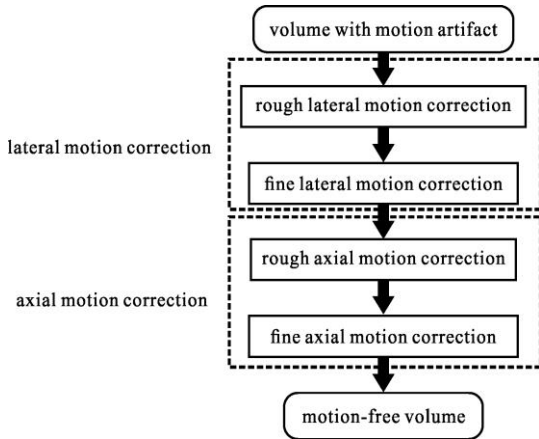 volume with motion artifact
rough lateral motion correction
lateral motion correction
fine lateral motion correction
rough axial motion correction
axial motion correction
fine axial motion correction
motion-free volume